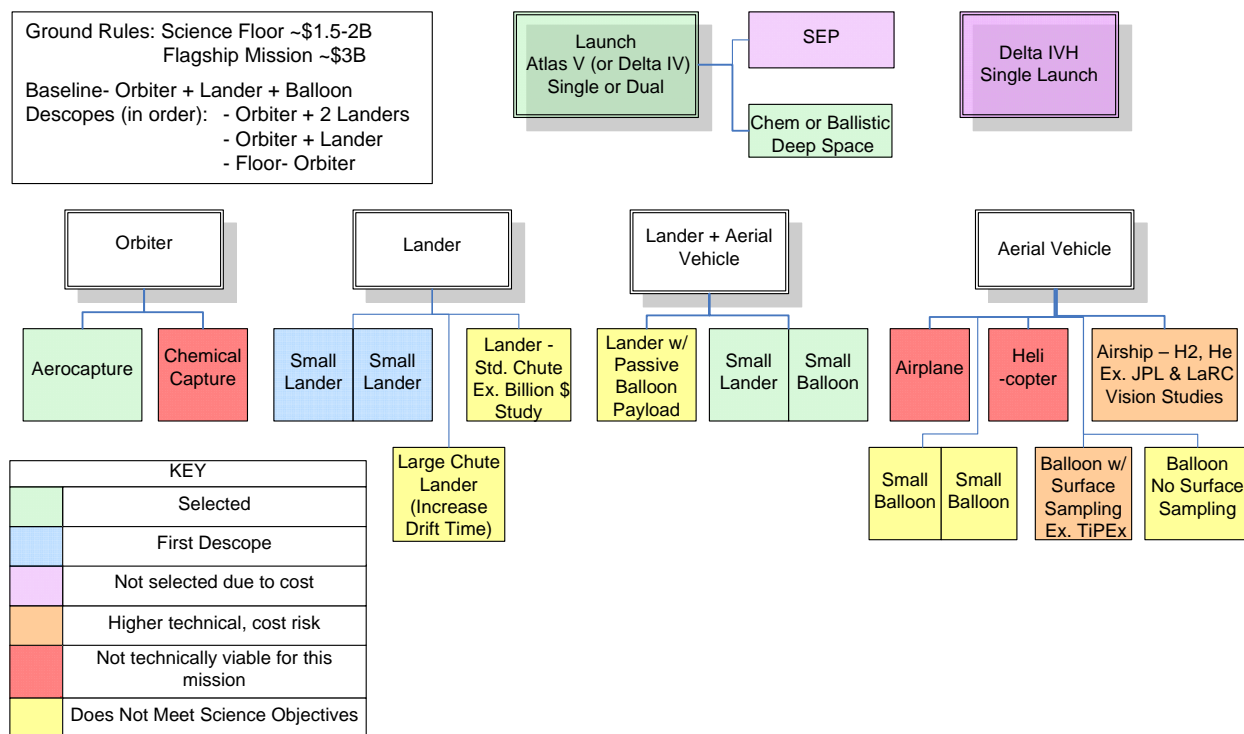 Ground Rules: Science Floor ~$1.5-2B
Flagship Mission ~$3B
Baseline- Orbiter + Lander + Balloon
Descopes (in order): - Orbiter + 2 Landers
- Orbiter + Lander
- Floor- Orbiter
Launch
Atlas V (or Delta IV)
Single or Dual
SEP
Chem or Ballistic
Deep Space
Delta IVH
Single Launch
Orbiter
Lander
Lander + Aerial
Vehicle
Aerial Vehicle
Aerocapture
Chemical
Capture
Small
Lander
Small
Lander
Lander -
Std. Chute
Ex. Billion $
Study
Large Chute
Lander
(Increase
Drift Time)
Lander w/
Passive
Balloon
Payload
Small
Lander
Small
Balloon
Airplane
Heli
-copter
Airship – H2, He
Ex. JPL & LaRC
Vision Studies
Small
Balloon
Small
Balloon
Balloon w/
Surface
Sampling
Ex. TiPEx
Balloon
No Surface
Sampling
KEY
Selected
First Descope
Not selected due to cost
Higher technical, cost risk
Not technically viable for this
mission
Does Not Meet Science Objectives